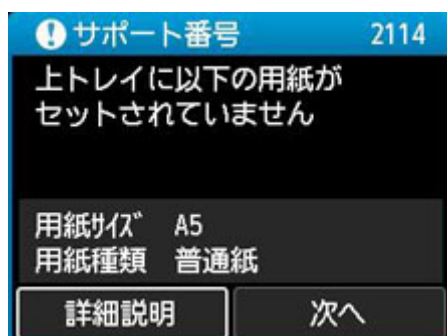 サポート番号 2114
上トレイに以下の用紙が
セットされていません
用紙ｻｲｽﾞ A5
用紙種類 普通紙
詳細説明 次へ